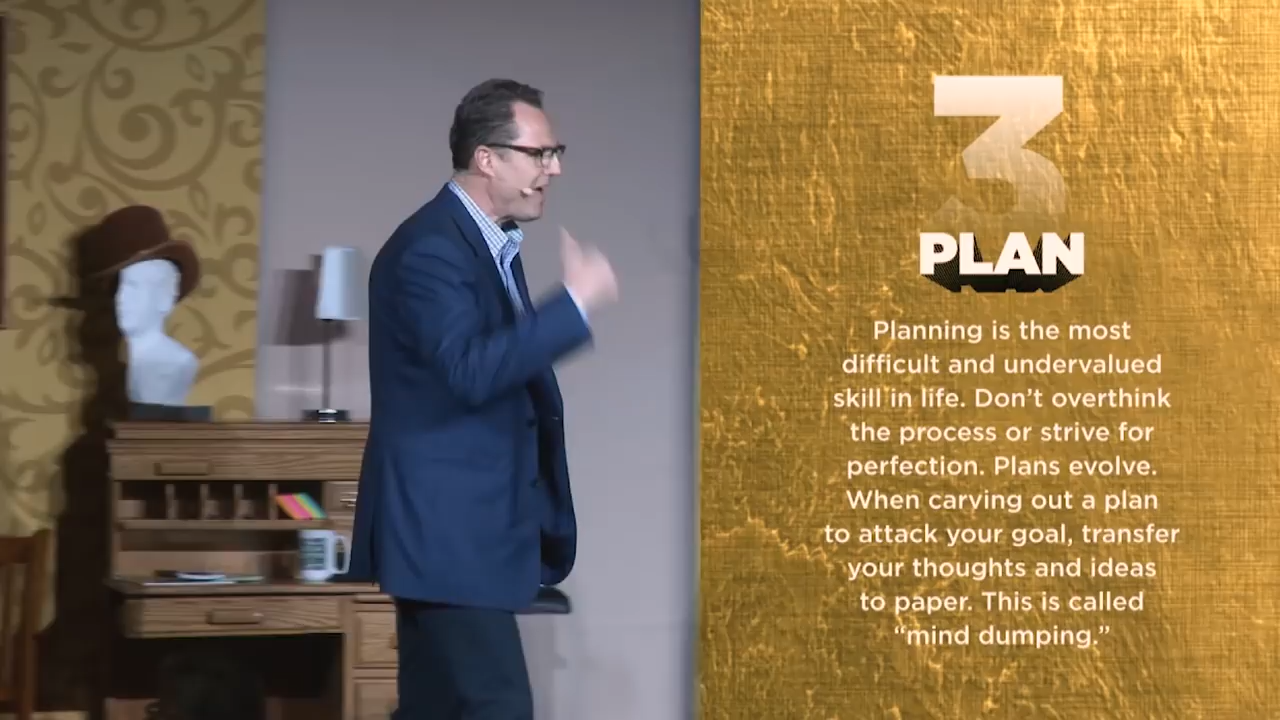 3
PLAN
Planning is the most
difficult and undervalued
skill in life. Don’t overthink
the process or strive for
perfection. Plans evolve.
When carving out a plan
to attack your goal, transfer
your thoughts and ideas
to paper. This is called
“mind dumping.”